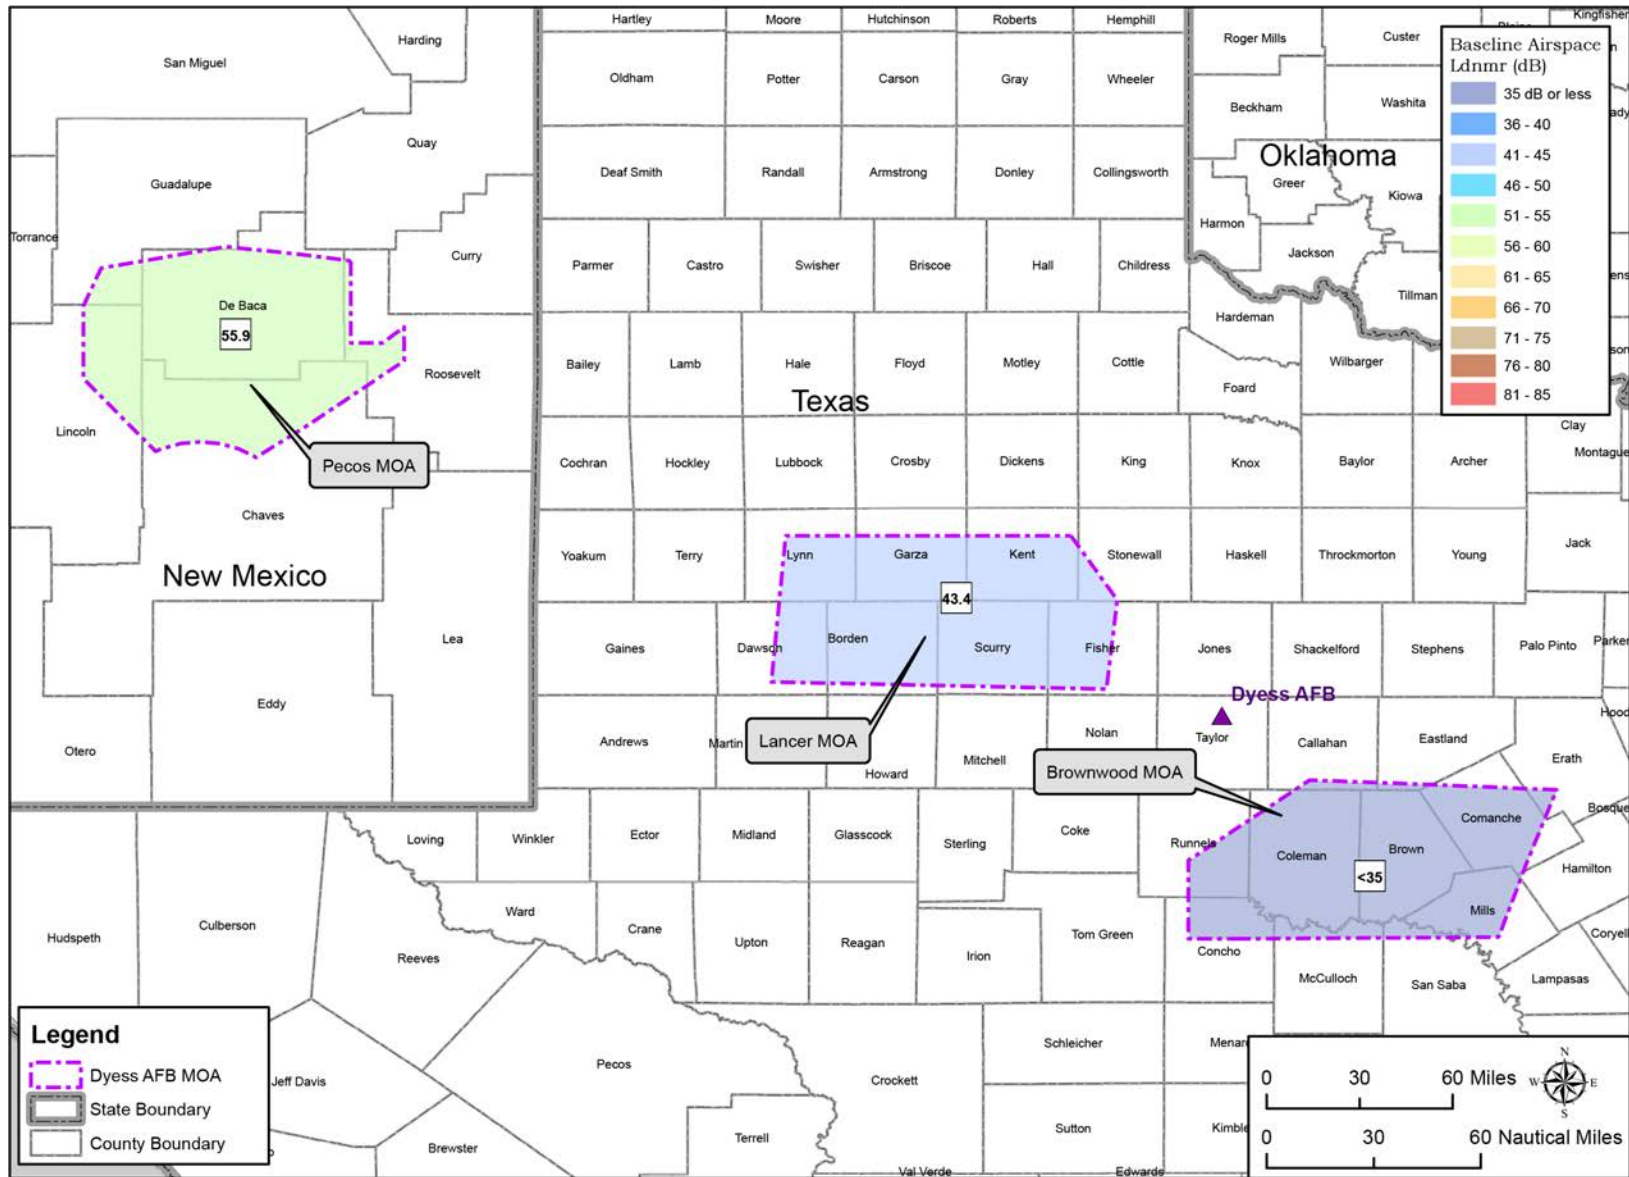 Hartley
Moore
Hutchinson
Roberts
Hemphill
Kingfisher
Harding
Roger Mills
Custer
San Miguel
Oldham
Potter
Carson
Gray
Wheeler
Beckham
Washita
Quay
Guadalupe
Deaf Smith
Randall
Armstrong
Donley
Collingsworth
Oklahoma
Greer
Kiowa
Harmon
Torrance
Curry
Parmer
Castro
Swisher
Briscoe
Hall
Childress
Jackson
Tillman
De Baca
55.9
Hardeman
Roosevelt
Bailey
Lamb
Hale
Floyd
Motley
Cottle
Wilbarger
Foard
Texas
Lincoln
Clay
Pecos MOA
Cochran
Hockley
Lubbock
Crosby
Dickens
King
Knox
Baylor
Archer
Montague
Chaves
New Mexico
Yoakum
Terry
Lynn
Garza
Kent
Stonewall
Haskell
Throckmorton
Young
Jack
43.4
Lea
Gaines
Dawson
Borden
Scurry
Fisher
Jones
Shackelford
Stephens
Palo Pinto
Parker
Eddy
Dyess AFB
Hood
Otero
Andrews
Martin
Lancer MOA
Howard
Mitchell
Nolan
Taylor
Callahan
Eastland
Erath
Brownwood MOA
Bosque
Loving
Winkler
Ector
Midland
Glasscock
Sterling
Coke
Runnels
Coleman
Brown
Comanche
<35
Hamilton
Mills
Hudspeth
Culberson
Reeves
Ward
Crane
Upton
Reagan
Irion
Tom Green
Concho
McCulloch
San Saba
Lampasas
Coryell
Jeff Davis
Pecos
Crockett
Schleicher
Menard
Brewster
Terrell
Sutton
Kimble
Val Verde
Edwards
Baseline Airspace
Ldnmr (dB)
35 dB or less
36 - 40
41 - 45
46 - 50
51 - 55
56 - 60
61 - 65
66 - 70
71 - 75
76 - 80
81 - 85
Legend
Dyess AFB MOA
State Boundary
County Boundary
0 30 60 Miles
0 30 60 Nautical Miles
N
W E
S